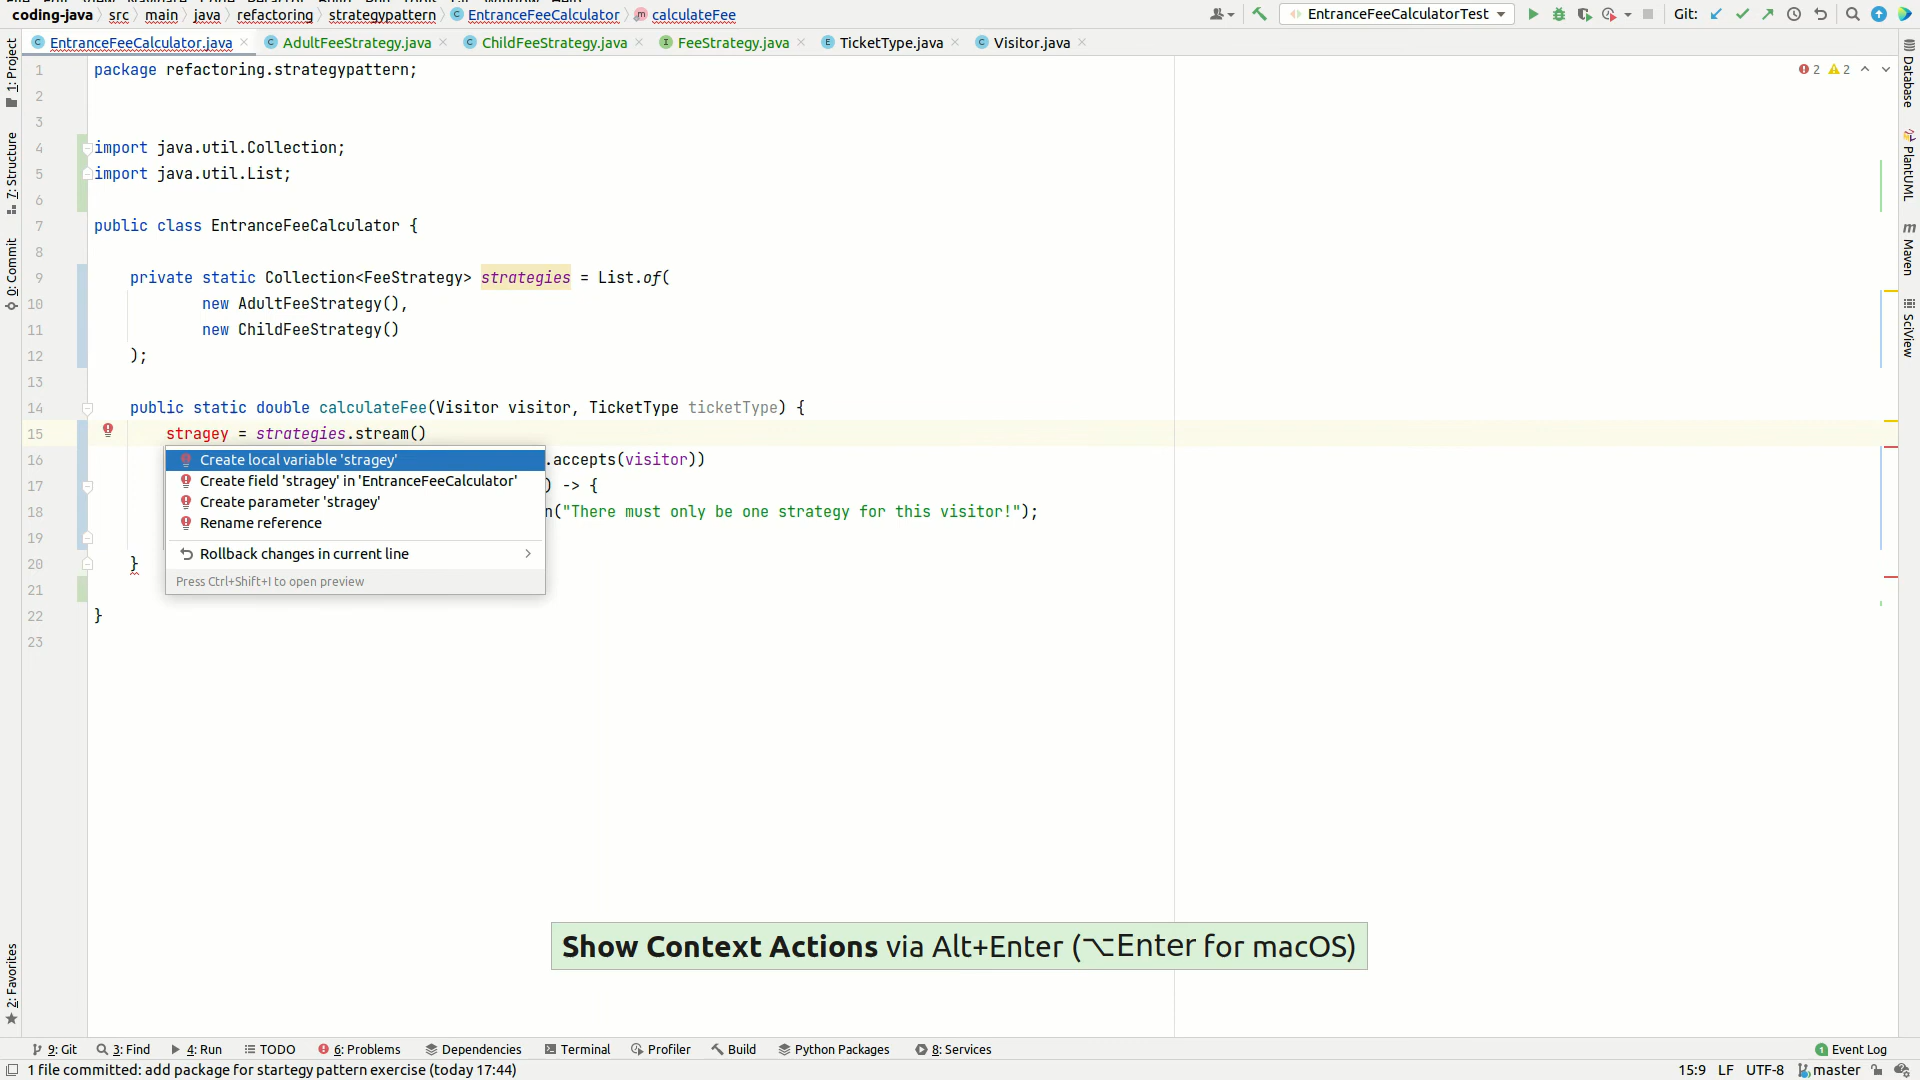 coding-java src main java refactoring strategypattern EntranceFeeCalculator calculateFee EntranceFeeCalculatorTest Git:
EntranceFeeCalculator.java AdultFeeStrategy.java ChildFeeStrategy.java FeeStrategy.java TicketType.java Visitor.java
1 package refactoring.strategypattern; 2 2
2
3
4 import java.util.Collection;
5 import java.util.List;
6
7 public class EntranceFeeCalculator {
8
9 private static Collection<FeeStrategy> strategies = List.of(
10 new AdultFeeStrategy(),
11 new ChildFeeStrategy()
12 );
13
14 public static double calculateFee(Visitor visitor, TicketType ticketType) {
15 stragey = strategies.stream()
16 .accepts(visitor))
17 ) -> {
18 n("There must only be one strategy for this visitor!");
19
20 }
21
22 }
23
Create local variable 'stragey'
Create field 'stragey' in 'EntranceFeeCalculator'
Create parameter 'stragey'
Rename reference
Rollback changes in current line
Press Ctrl+Shift+I to open preview
1: Project
7: Structure
0: Commit
2: Favorites
Database
PlantUML
Maven
SciView
Show Context Actions via Alt+Enter (⌥Enter for macOS)
9: Git 3: Find 4: Run TODO 6: Problems Dependencies Terminal Profiler Build Python Packages 8: Services 1 Event Log
1 file committed: add package for startegy pattern exercise (today 17:44) 15:9 LF UTF-8 master